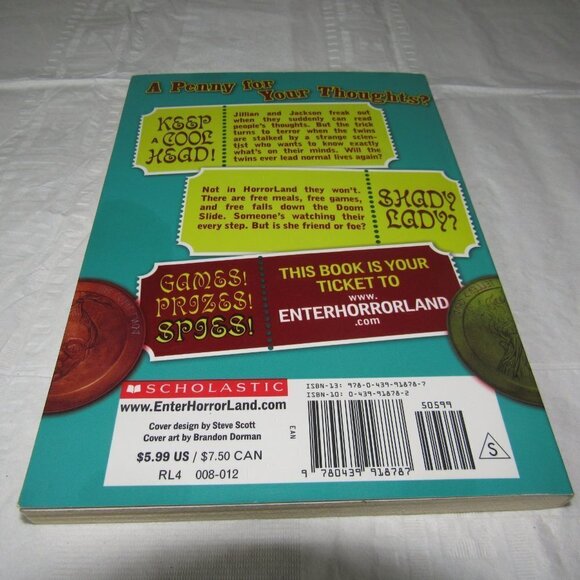 A Penny for
Your Thoughts?
KEEP
A COOL
HEAD!
Jillian and Jackson freak out
when they suddenly can read
people's thoughts. But the trick
turns to terror when the twins
are stalked by a strange scien-
tist who wants to know exactly
what's on their minds. Will the
twins ever lead normal lives again?
Not in HorrorLand they won't.
There are free meals, free games,
and free falls down the Doom
Slide. Someone's watching their
every step. But is she friend or foe?
SHADY
LADY?
GAMES!
PRIZES!
SPIES!
THIS BOOK IS YOUR
TICKET TO
www.
ENTERHORRORLAND
.com
SCHOLASTIC
www.EnterHorrorLand.com
Cover design by Steve Scott
Cover art by Brandon Dorman
$5.99 US / $7.50 CAN
RL4 008-012
EAN
ISBN-13: 978-0-439-91878-7
ISBN-10: 0-439-91878-2
50599
9 780439 918787
S